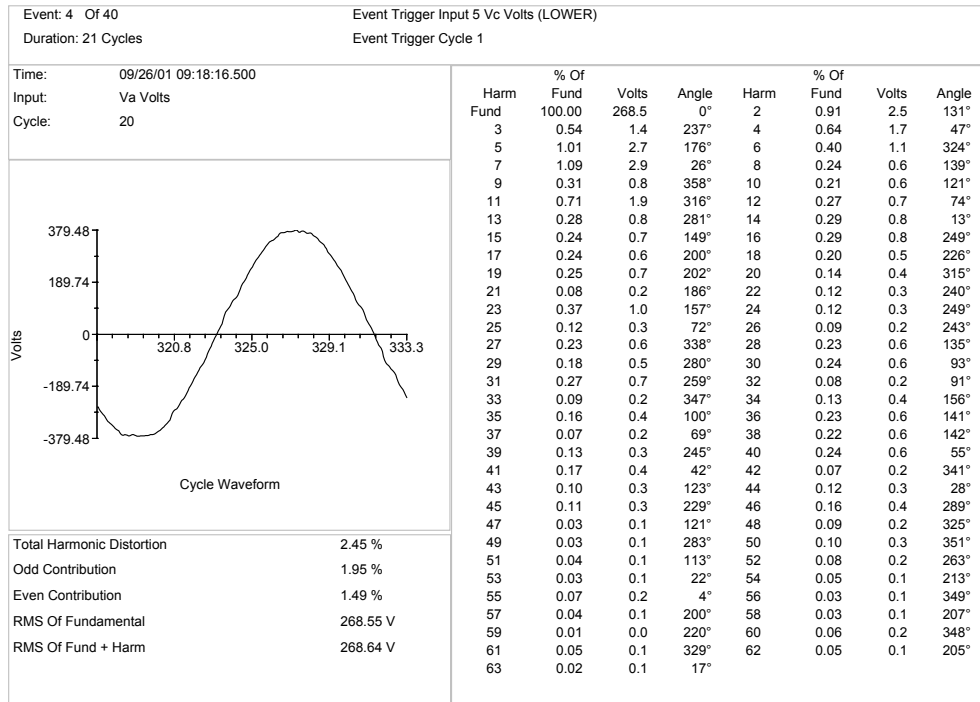 Event: 4 Of 40 Event Trigger Input 5 Vc Volts (LOWER)
Duration: 21 Cycles Event Trigger Cycle 1
Time: 09/26/01 09:18:16.500
Input: Va Volts
Cycle: 20
379.48
189.74
0
-189.74
-379.48
Volts
320.8 325.0 329.1 333.3
Cycle Waveform
Total Harmonic Distortion 2.45 %
Odd Contribution 1.95 %
Even Contribution 1.49 %
RMS Of Fundamental 268.55 V
RMS Of Fund + Harm 268.64 V
% Of % Of
Harm Fund Volts Angle Harm Fund Volts Angle
Fund 100.00 268.5 0° 2 0.91 2.5 131°
3 0.54 1.4 237° 4 0.64 1.7 47°
5 1.01 2.7 176° 6 0.40 1.1 324°
7 1.09 2.9 26° 8 0.24 0.6 139°
9 0.31 0.8 358° 10 0.21 0.6 121°
11 0.71 1.9 316° 12 0.27 0.7 74°
13 0.28 0.8 281° 14 0.29 0.8 13°
15 0.24 0.7 149° 16 0.29 0.8 249°
17 0.24 0.6 200° 18 0.20 0.5 226°
19 0.25 0.7 202° 20 0.14 0.4 315°
21 0.08 0.2 186° 22 0.12 0.3 240°
23 0.37 1.0 157° 24 0.12 0.3 249°
25 0.12 0.3 72° 26 0.09 0.2 243°
27 0.23 0.6 338° 28 0.23 0.6 135°
29 0.18 0.5 280° 30 0.24 0.6 93°
31 0.27 0.7 259° 32 0.08 0.2 91°
33 0.09 0.2 347° 34 0.13 0.4 156°
35 0.16 0.4 100° 36 0.23 0.6 141°
37 0.07 0.2 69° 38 0.22 0.6 142°
39 0.13 0.3 245° 40 0.24 0.6 55°
41 0.17 0.4 42° 42 0.07 0.2 341°
43 0.10 0.3 123° 44 0.12 0.3 28°
45 0.11 0.3 229° 46 0.16 0.4 289°
47 0.03 0.1 121° 48 0.09 0.2 325°
49 0.03 0.1 283° 50 0.10 0.3 351°
51 0.04 0.1 113° 52 0.08 0.2 263°
53 0.03 0.1 22° 54 0.05 0.1 213°
55 0.07 0.2 4° 56 0.03 0.1 349°
57 0.04 0.1 200° 58 0.03 0.1 207°
59 0.01 0.0 220° 60 0.06 0.2 348°
61 0.05 0.1 329° 62 0.05 0.1 205°
63 0.02 0.1 17°